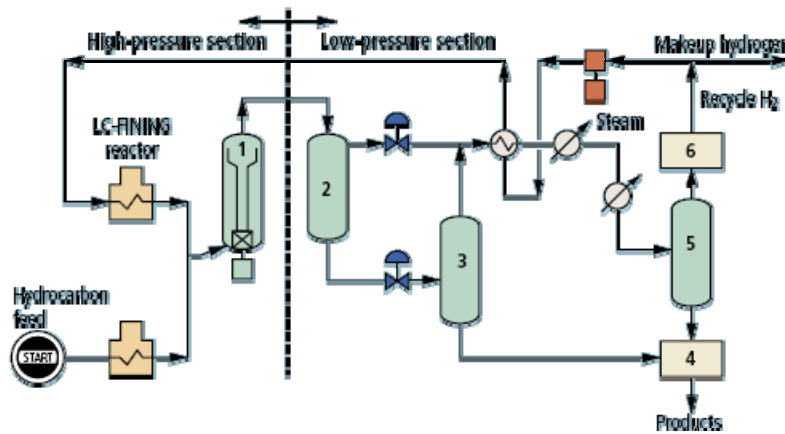 High-pressure section
Low-pressure section
Makeup hydrogen
Recycle H₂
LC-FINING
reactor
Steam
1
2
3
6
5
4
Hydrocarbon
feed
START
Products